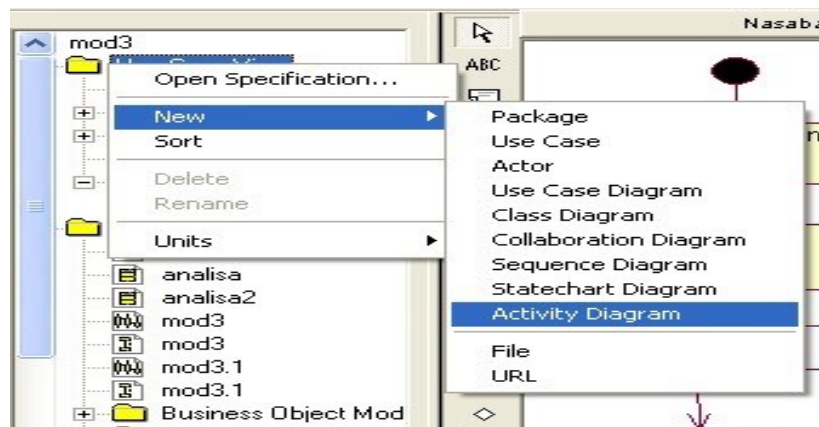 mod3
Open Specification...
New
Sort
Delete
Rename
Units
analisa
analisa2
mod3
mod3
mod3.1
mod3.1
Business Object Mod
ABC
Package
Use Case
Actor
Use Case Diagram
Class Diagram
Collaboration Diagram
Sequence Diagram
Statechart Diagram
Activity Diagram
File
URL
Nasaba